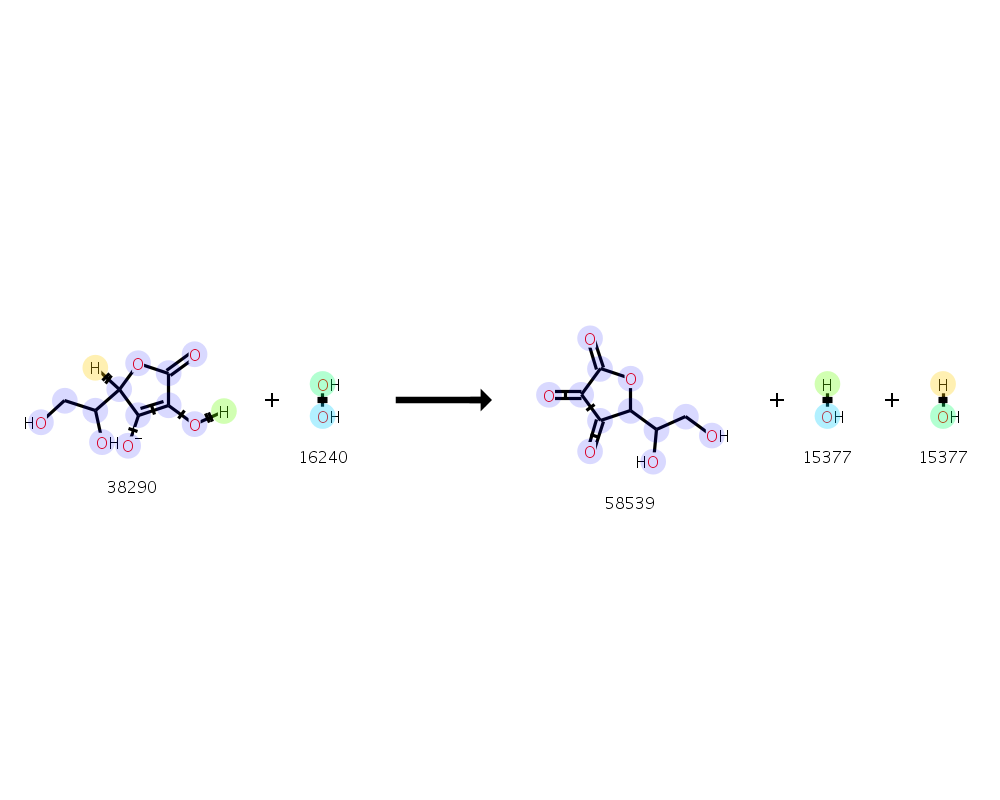 O
H O O H
H O
HO OH O⁻
38290
+
OH
OH
16240
O
O
O
O
HO OH
58539
+
H
OH
15377
+
H
OH
15377